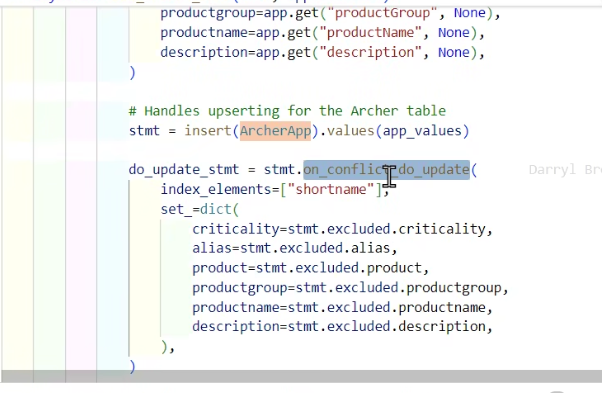 productgroup=app.get("productGroup", None),
productname=app.get("productName", None),
description=app.get("description", None),
)
# Handles upserting for the Archer table
stmt = insert(ArcherApp).values(app_values)
do_update_stmt = stmt.on_conflict_do_update( Darryl Br
index_elements=["shortname"],
set_=dict(
criticality=stmt.excluded.criticality,
alias=stmt.excluded.alias,
product=stmt.excluded.product,
productgroup=stmt.excluded.productgroup,
productname=stmt.excluded.productname,
description=stmt.excluded.description,
),
)